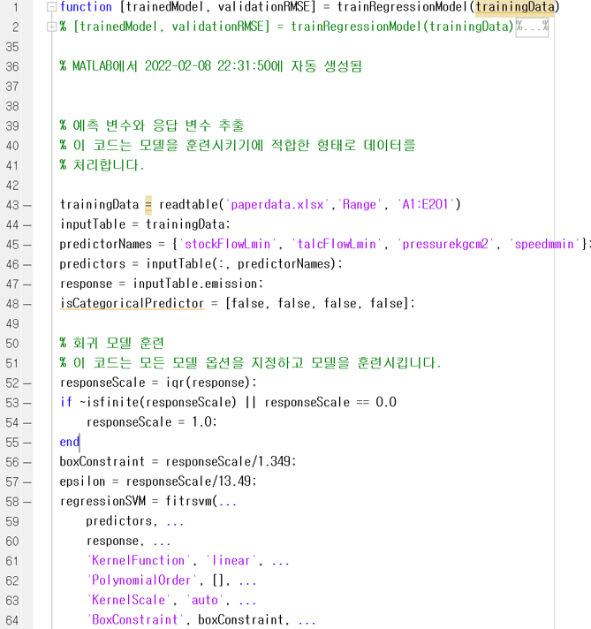 1 function [trainedModel, validationRMSE] = trainRegressionModel(trainingData)
2 % [trainedModel, validationRMSE] = trainRegressionModel(trainingData)%...%
35
36 % MATLAB에서 2022-02-08 22:31:50에 자동 생성됨
37
38
39 % 예측 변수와 응답 변수 추출
40 % 이 코드는 모델을 훈련시키기에 적합한 형태로 데이터를
41 % 처리합니다.
42
43 trainingData = readtable('paperdata.xlsx','Range', 'A1:E201')
44 inputTable = trainingData;
45 predictorNames = {'stockFlowLmin', 'talcFlowLmin', 'pressurekgcm2', 'speedmmin'};
46 predictors = inputTable(:, predictorNames);
47 response = inputTable.emission;
48 isCategoricalPredictor = [false, false, false, false];
49
50 % 회귀 모델 훈련
51 % 이 코드는 모든 모델 옵션을 지정하고 모델을 훈련시킵니다.
52 responseScale = iqr(response);
53 if ~isfinite(responseScale) || responseScale == 0.0
54 responseScale = 1.0;
55 end
56 boxConstraint = responseScale/1.349;
57 epsilon = responseScale/13.49;
58 regressionSVM = fitrsvm(...
59 predictors, ...
60 response, ...
61 'KernelFunction', 'linear', ...
62 'PolynomialOrder', [], ...
63 'KernelScale', 'auto', ...
64 'BoxConstraint', boxConstraint, ...